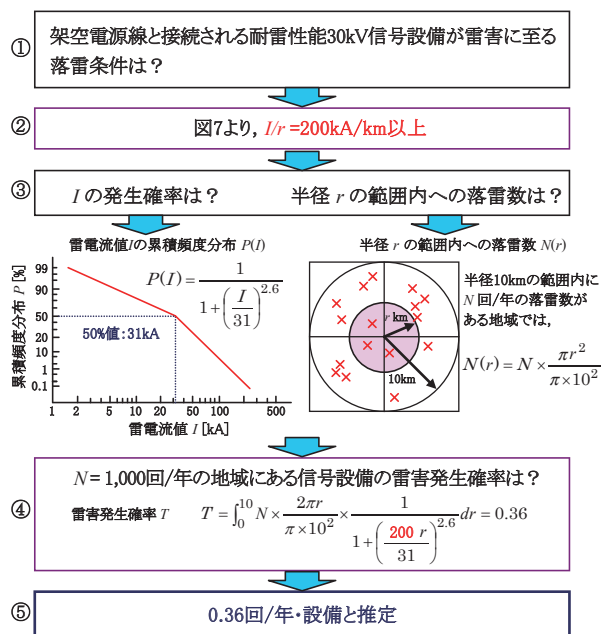 ① 架空電源線と接続される耐雷性能30kV信号設備が雷害に至る
落雷条件は？
② 図7より, I/r =200kA/km以上
③ I の発生確率は？ 半径 r の範囲内への落雷数は？
雷電流値Iの累積頻度分布 P(I)
累積頻度分布 P [%]
99
90
50
20
10
1
0.1
P(I) = 1 / (1+(I/31)^2.6)
50%値：31kA
1 2 5 10 20 50 100 500
雷電流値 I [kA]
半径 r の範囲内への落雷数 N(r)
r km
10km
半径10kmの範囲内に
N 回/年の落雷数が
ある地域では,
N(r) = N × πr^2 / (π×10^2)
N = 1,000回/年の地域にある信号設備の雷害発生確率は？
④ 雷害発生確率 T T = ∫_0^10 N × 2πr / (π×10^2) × 1 / (1+(200 r / 31)^2.6) dr = 0.36
⑤ 0.36回/年・設備と推定